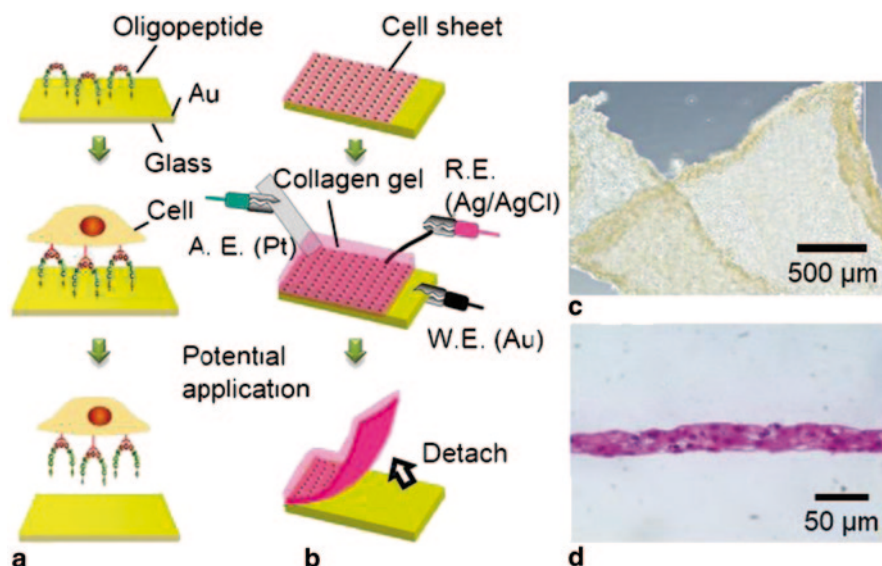 Oligopeptide
Au
Glass
Cell
a
Cell sheet
Collagen gel
R.E.
(Ag/AgCl)
A. E. (Pt)
W.E. (Au)
Potential
application
Detach
b
500 µm
c
50 µm
d